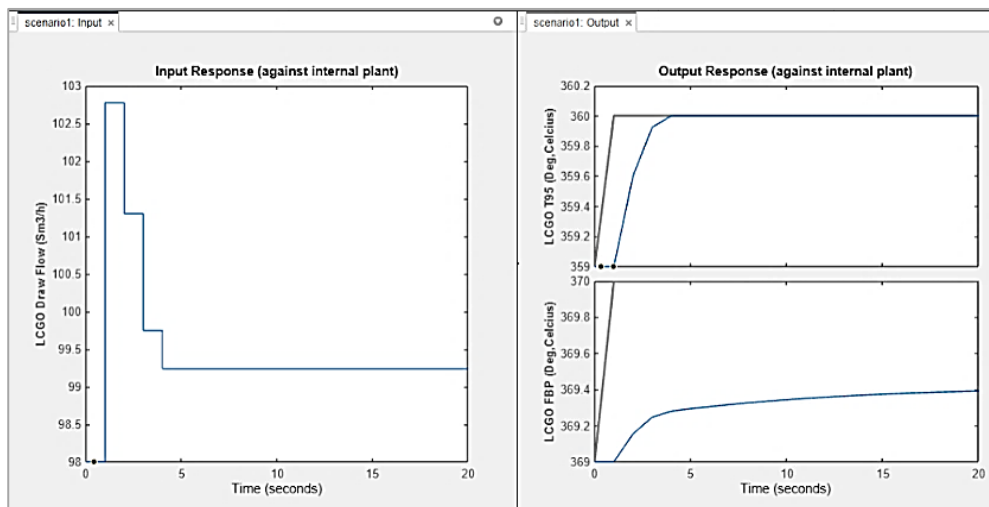 scenario1: Input ×
Input Response (against internal plant)
LCGO Draw Flow (Sm3/h)
103
102.5
102
101.5
101
100.5
100
99.5
99
98.5
98
0 5 10 15 20
Time (seconds)
scenario1: Output ×
Output Response (against internal plant)
LCGO T95 (Deg,Celcius)
360.2
360
359.8
359.6
359.4
359.2
359
LCGO FBP (Deg,Celcius)
370
369.8
369.6
369.4
369.2
369
0 5 10 15 20
Time (seconds)